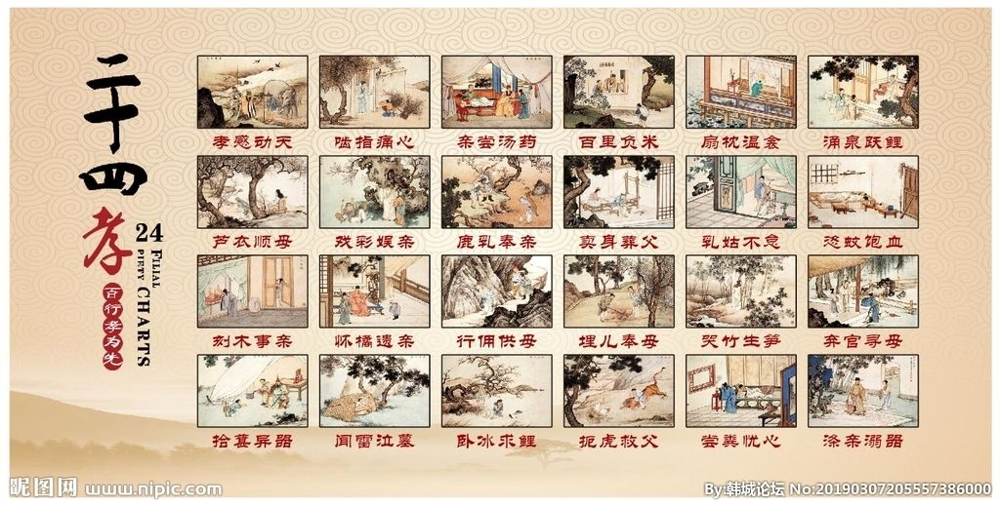 二十四孝
24 FILIAL PIETY CHARTS
百行孝为先
孝感动天 啮指痛心 亲尝汤药 百里负米 扇枕温衾 涌泉跃鲤
芦衣顺母 戏彩娱亲 鹿乳奉亲 卖身葬父 乳姑不怠 恣蚊饱血
刻木事亲 怀橘遗亲 行佣供母 埋儿奉母 哭竹生笋 弃官寻母
拾葚异器 闻雷泣墓 卧冰求鲤 扼虎救父 尝粪忧心 涤亲溺器
昵图网 www.nipic.com
By:韩城论坛 No:20190307205557386000